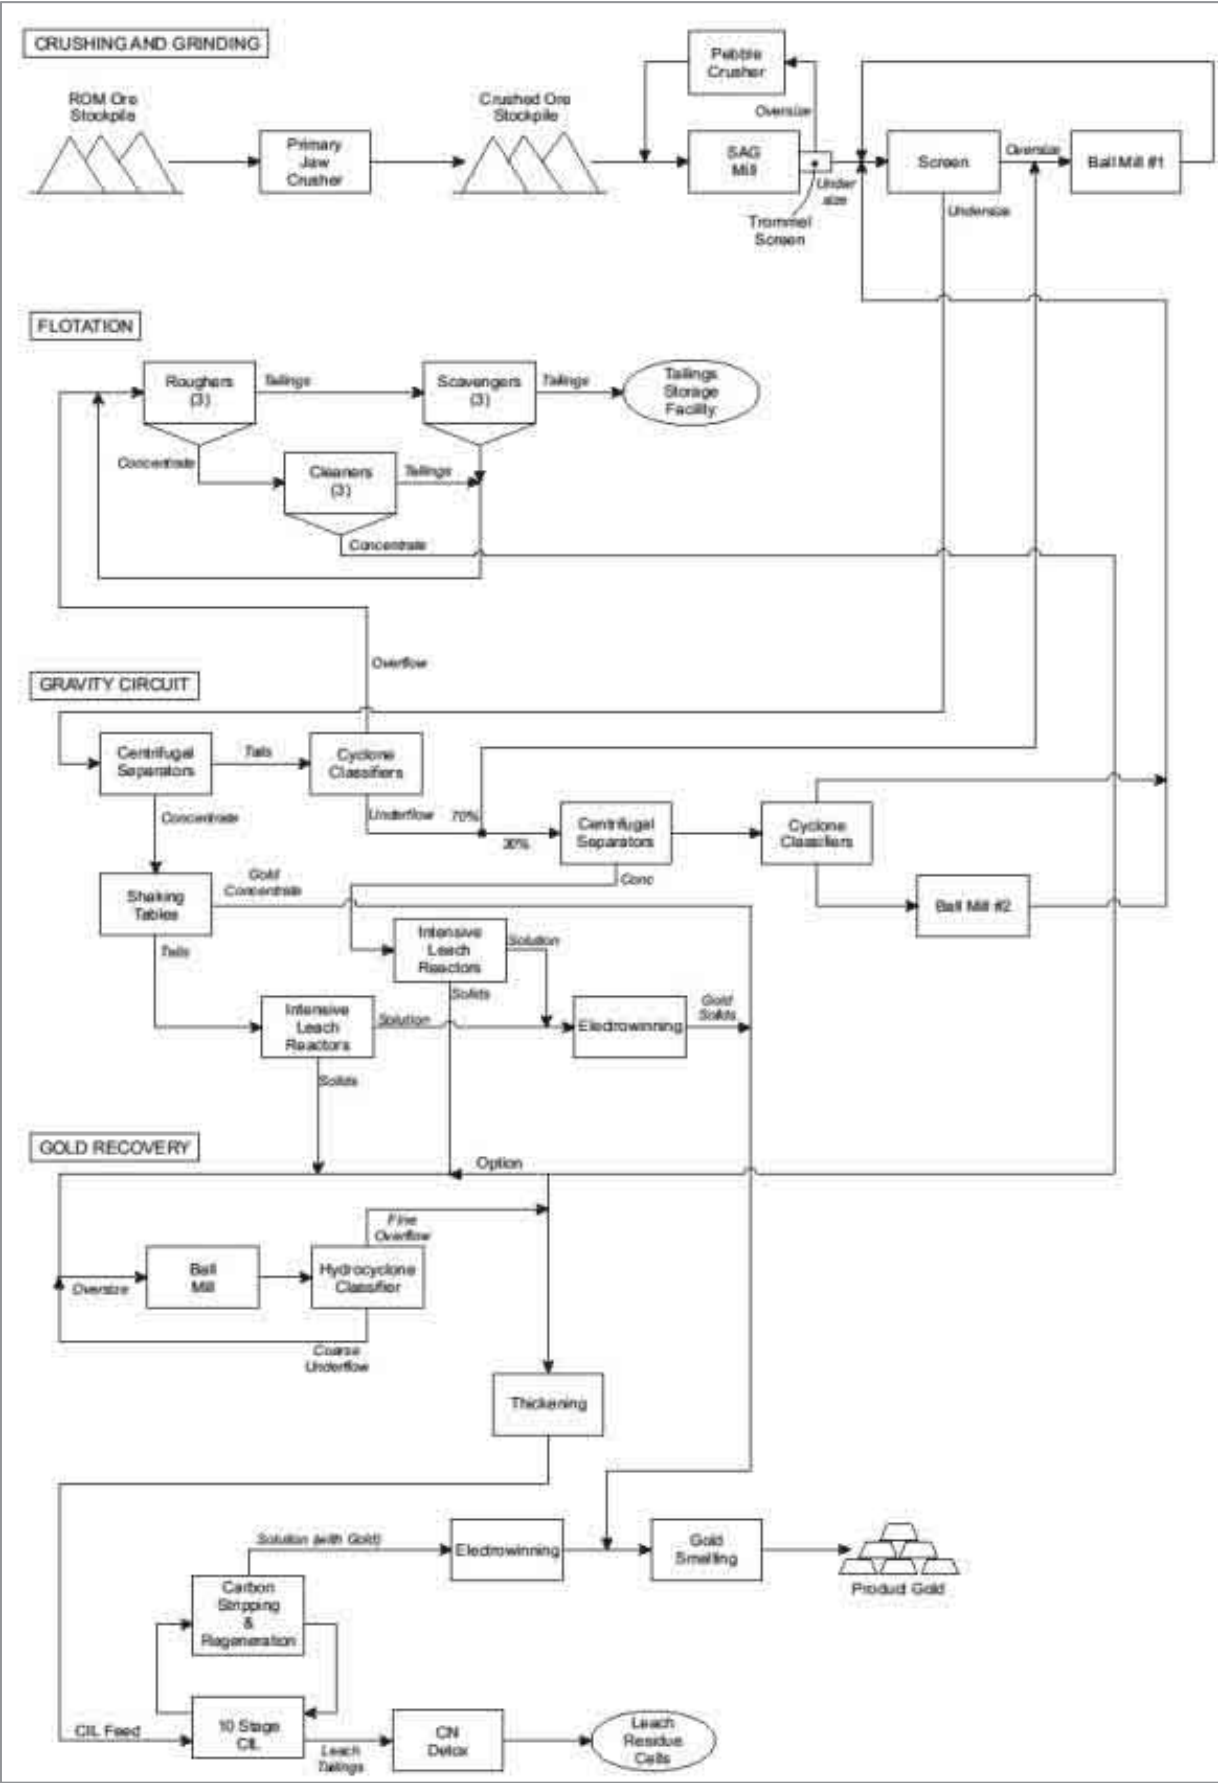 CRUSHING AND GRINDING
ROM Ore
Stockpile
Primary
Jaw
Crusher
Crushed Ore
Stockpile
Pebble
Crusher
Oversize
SAG
Mill
Under
size
Trommel
Screen
Screen
Oversize
Undersize
Ball Mill #1
FLOTATION
Roughers
(3)
Tailings
Scavengers
(3)
Tailings
Tailings
Storage
Facility
Concentrate
Cleaners
(3)
Tailings
Concentrate
Overflow
GRAVITY CIRCUIT
Centrifugal
Separators
Tails
Cyclone
Classifiers
Concentrate
Underflow
70%
30%
Centrifugal
Separators
Cyclone
Classifiers
Conc
Ball Mill #2
Shaking
Tables
Gold
Concentrate
Tails
Intensive
Leach
Reactors
Solution
Solids
Intensive
Leach
Reactors
Solution
Solids
Electrowinning
Gold
Solids
GOLD RECOVERY
Option
Fine
Overflow
Oversize
Ball
Mill
Hydrocyclone
Classifier
Coarse
Underflow
Thickening
Solution (with Gold)
Electrowinning
Gold
Smelting
Product Gold
Carbon
Stripping
&
Regeneration
CIL Feed
10 Stage
CIL
Leach
Tailings
CN
Detox
Leach
Residue
Cells